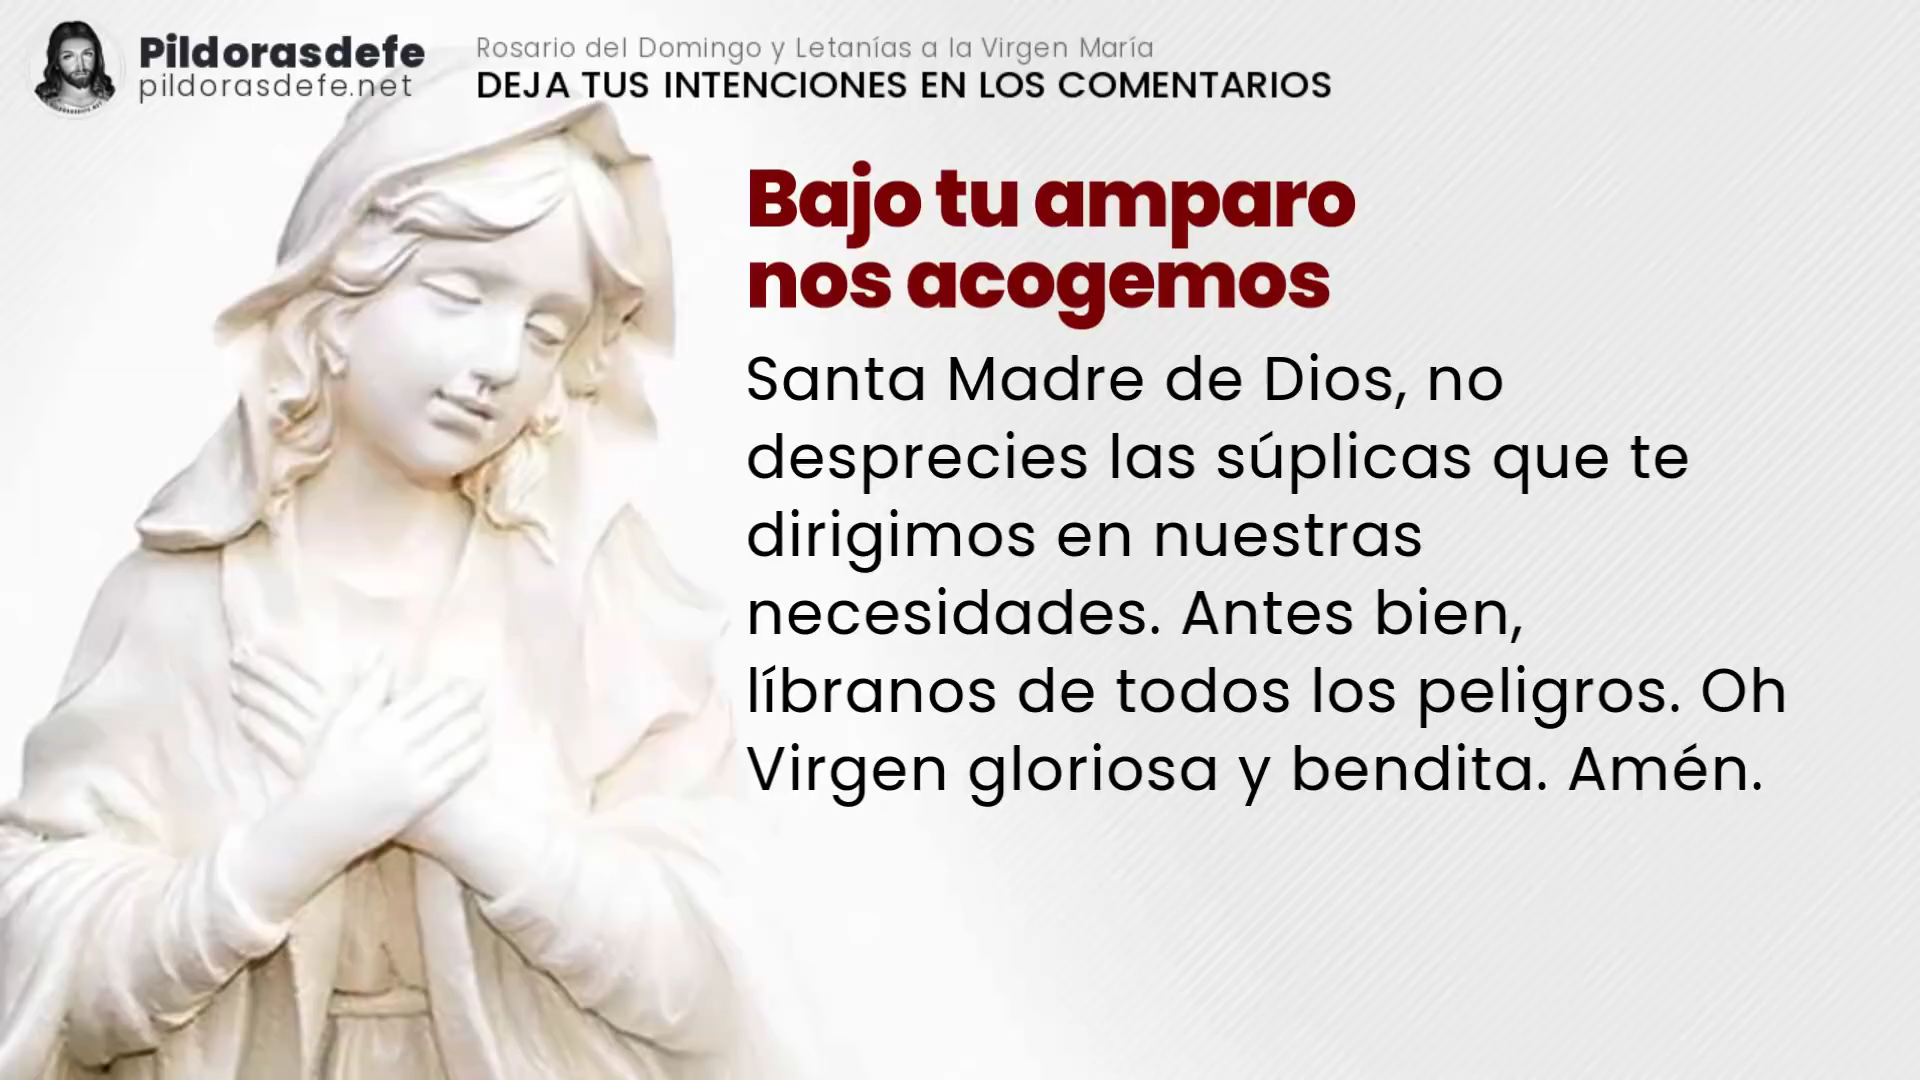 Pildorasdefe
pildorasdefe.net
Rosario del Domingo y Letanías a la Virgen María
DEJA TUS INTENCIONES EN LOS COMENTARIOS
Bajo tu amparo
nos acogemos
Santa Madre de Dios, no
desprecies las súplicas que te
dirigimos en nuestras
necesidades. Antes bien,
líbranos de todos los peligros. Oh
Virgen gloriosa y bendita. Amén.